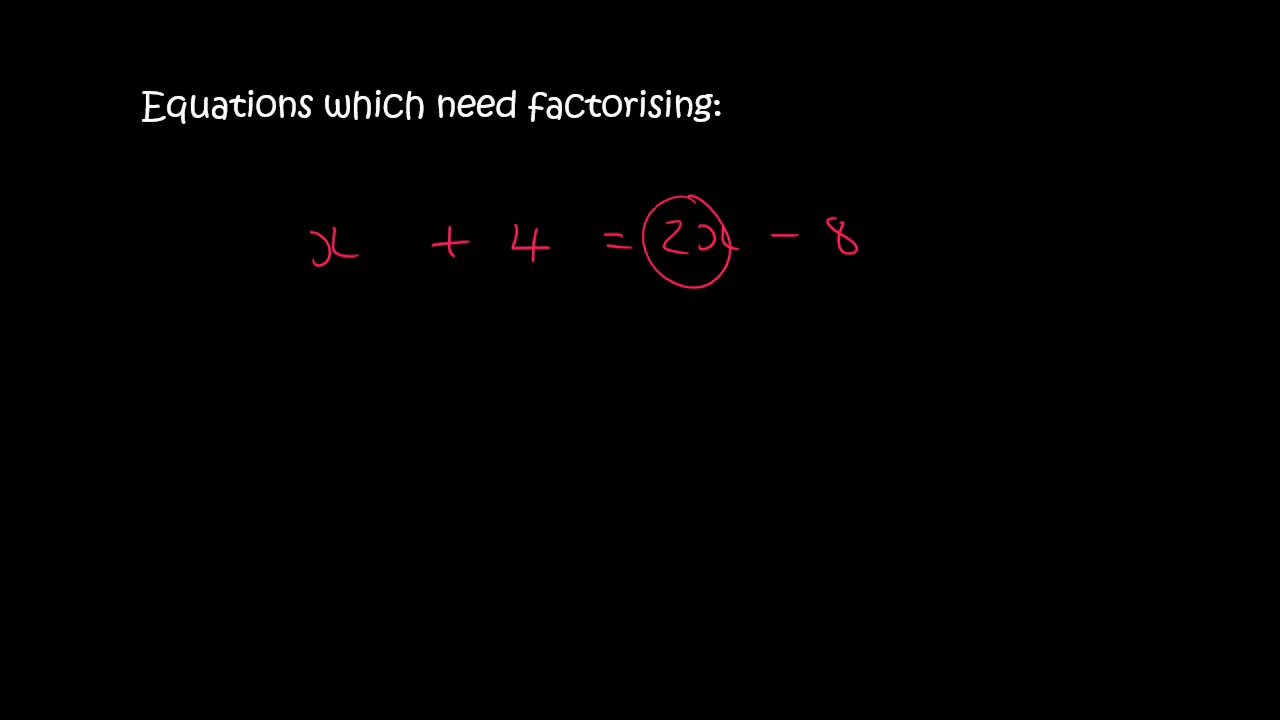 Equations which need factorising:
x + 4 = 2x - 8